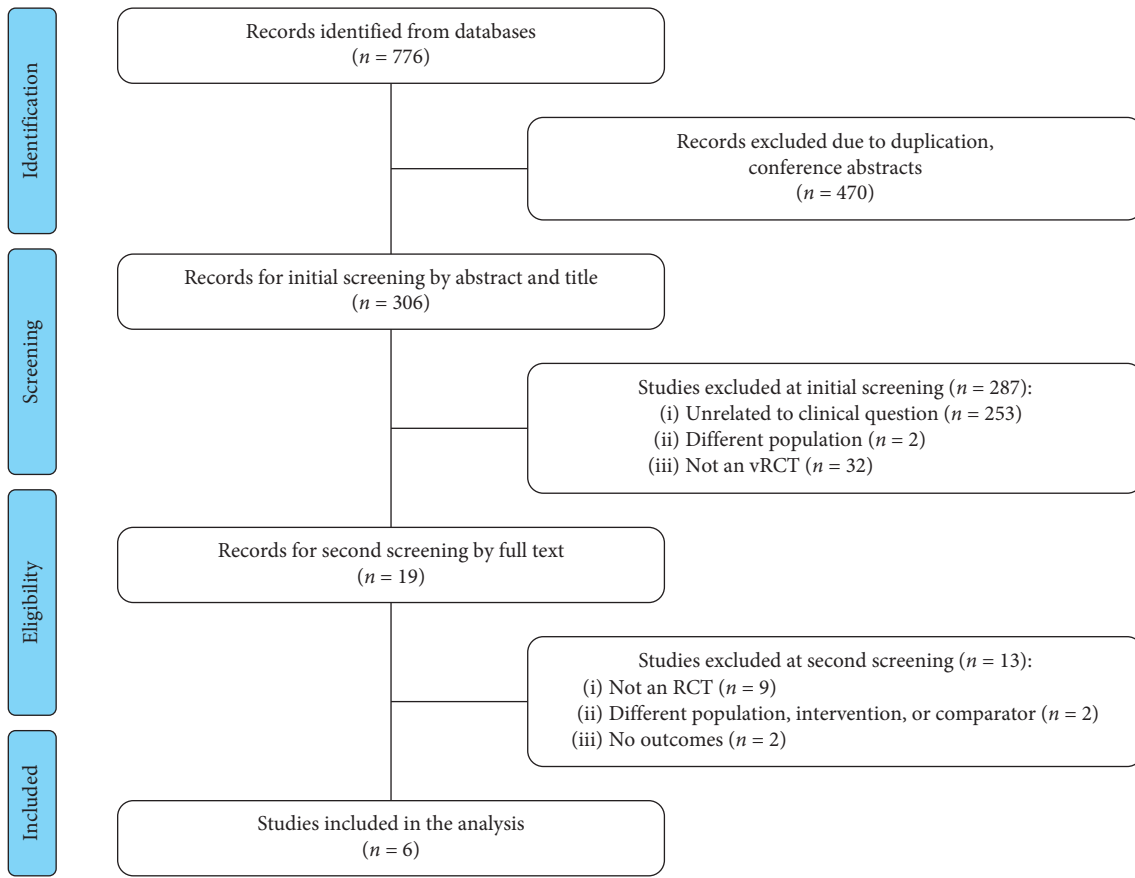 Identification
Records identified from databases
(n = 776)
Records excluded due to duplication,
conference abstracts
(n = 470)
Screening
Records for initial screening by abstract and title
(n = 306)
Studies excluded at initial screening (n = 287):
(i) Unrelated to clinical question (n = 253)
(ii) Different population (n = 2)
(iii) Not an vRCT (n = 32)
Eligibility
Records for second screening by full text
(n = 19)
Studies excluded at second screening (n = 13):
(i) Not an RCT (n = 9)
(ii) Different population, intervention, or comparator (n = 2)
(iii) No outcomes (n = 2)
Included
Studies included in the analysis
(n = 6)